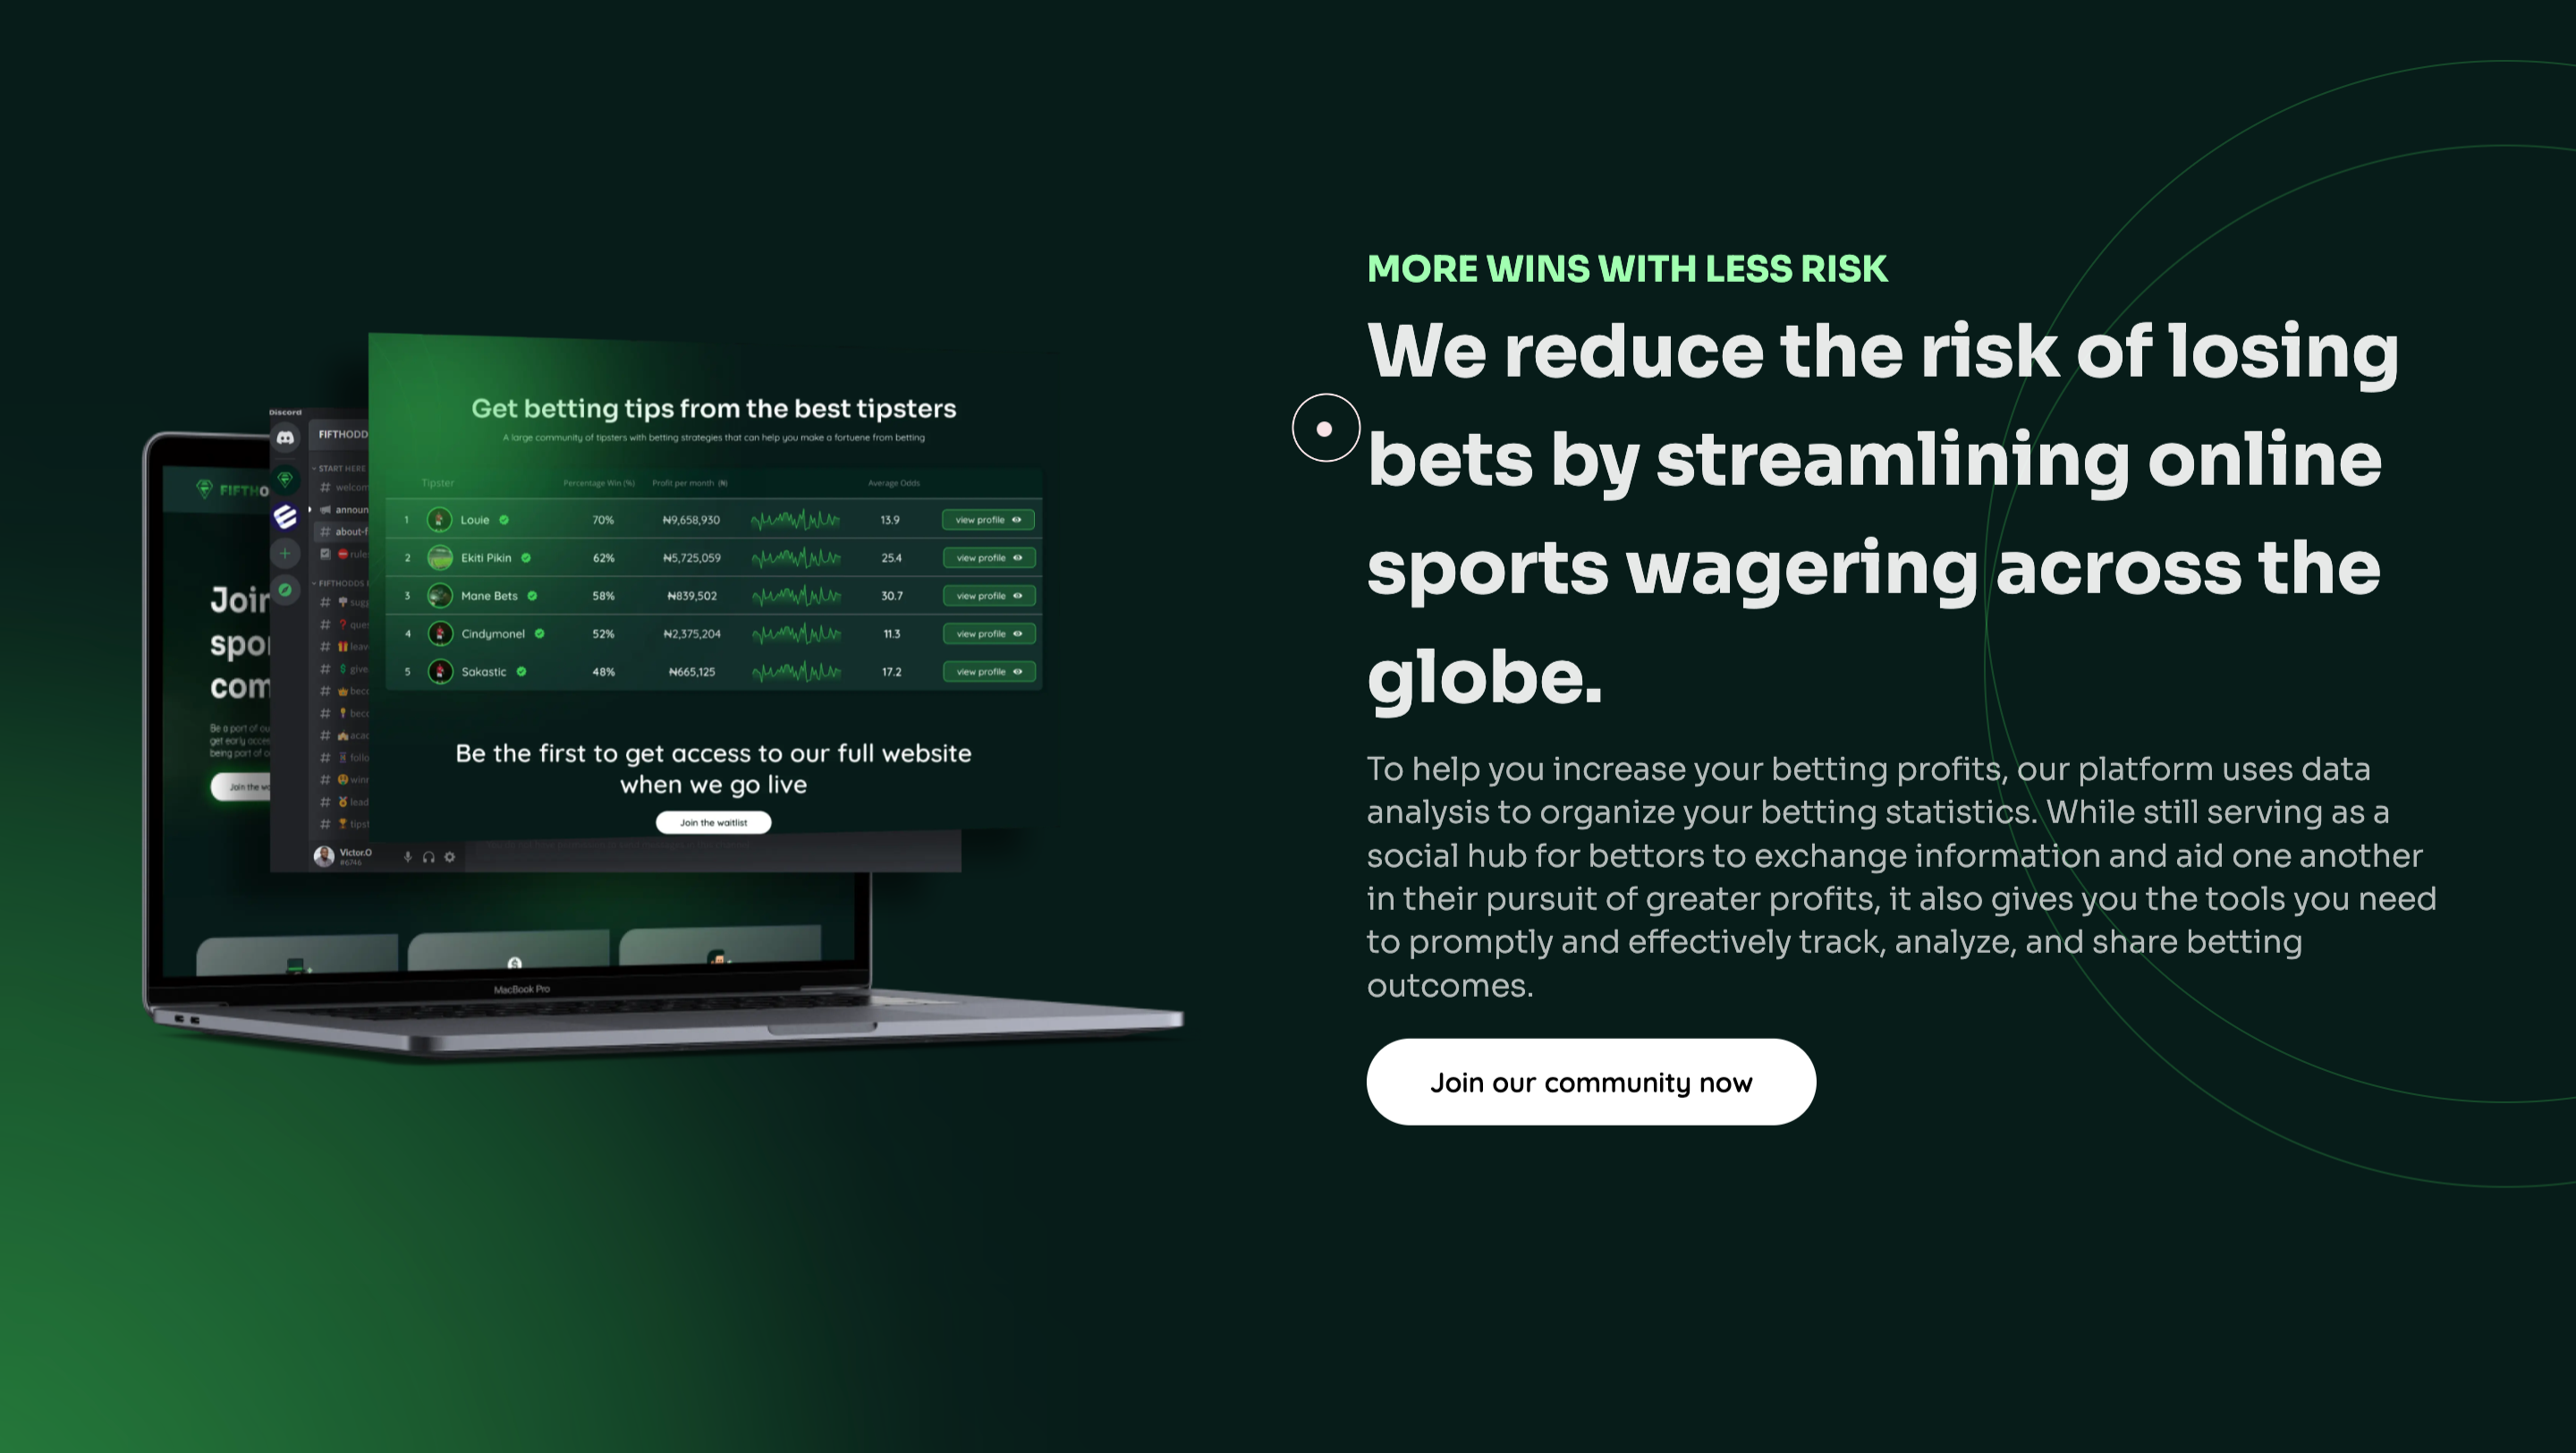 MORE WINS WITH LESS RISK
We reduce the risk of losing
bets by streamlining online
sports wagering across the
globe.
To help you increase your betting profits, our platform uses data
analysis to organize your betting statistics. While still serving as a
social hub for bettors to exchange information and aid one another
in their pursuit of greater profits, it also gives you the tools you need
to promptly and effectively track, analyze, and share betting
outcomes.
Join our community now
Get betting tips from the best tipsters
A large community of tipsters with betting strategies that can help you make a fortuene from betting
Tipster Percentage Win (%) Profit per month (₦) Average Odds
1 Louie 70% ₦9,658,930 13.9 view profile
2 Ekiti Pikin 62% ₦5,725,059 25.4 view profile
3 Mane Bets 58% ₦839,502 30.7 view profile
4 Cindymonel 52% ₦2,375,204 11.3 view profile
5 Sakastic 48% ₦665,125 17.2 view profile
Be the first to get access to our full website
when we go live
Join the waitlist
Discord
FIFTHODD
START HERE
# welcom
announ
# about-f
rule
FIFTHODDS
# sugg
# ques
# leav
# give
# beco
# beco
# acad
# follo
# winn
# lead
# tipst
Victor.O
#6746
FIFTHO
Join
spo
com
Be a part of ou
get early acces
being part of o
Join the wa
MacBook Pro